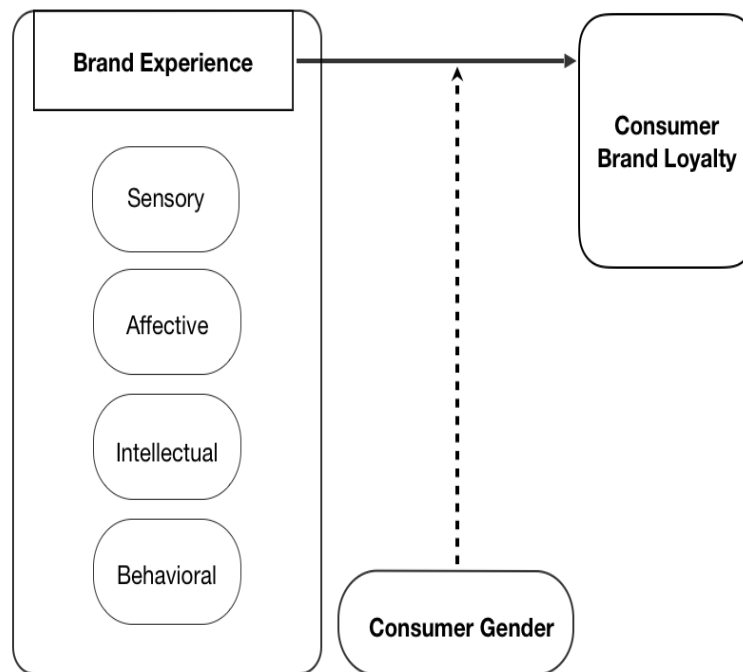 Brand Experience
Sensory
Affective
Intellectual
Behavioral
Consumer
Brand Loyalty
Consumer Gender